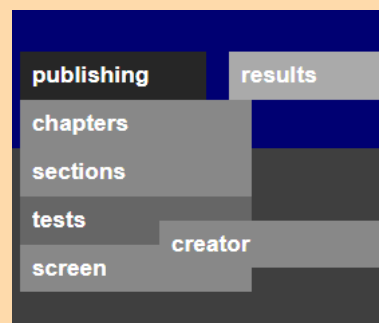 publishing results
chapters
sections
tests
creator
screen